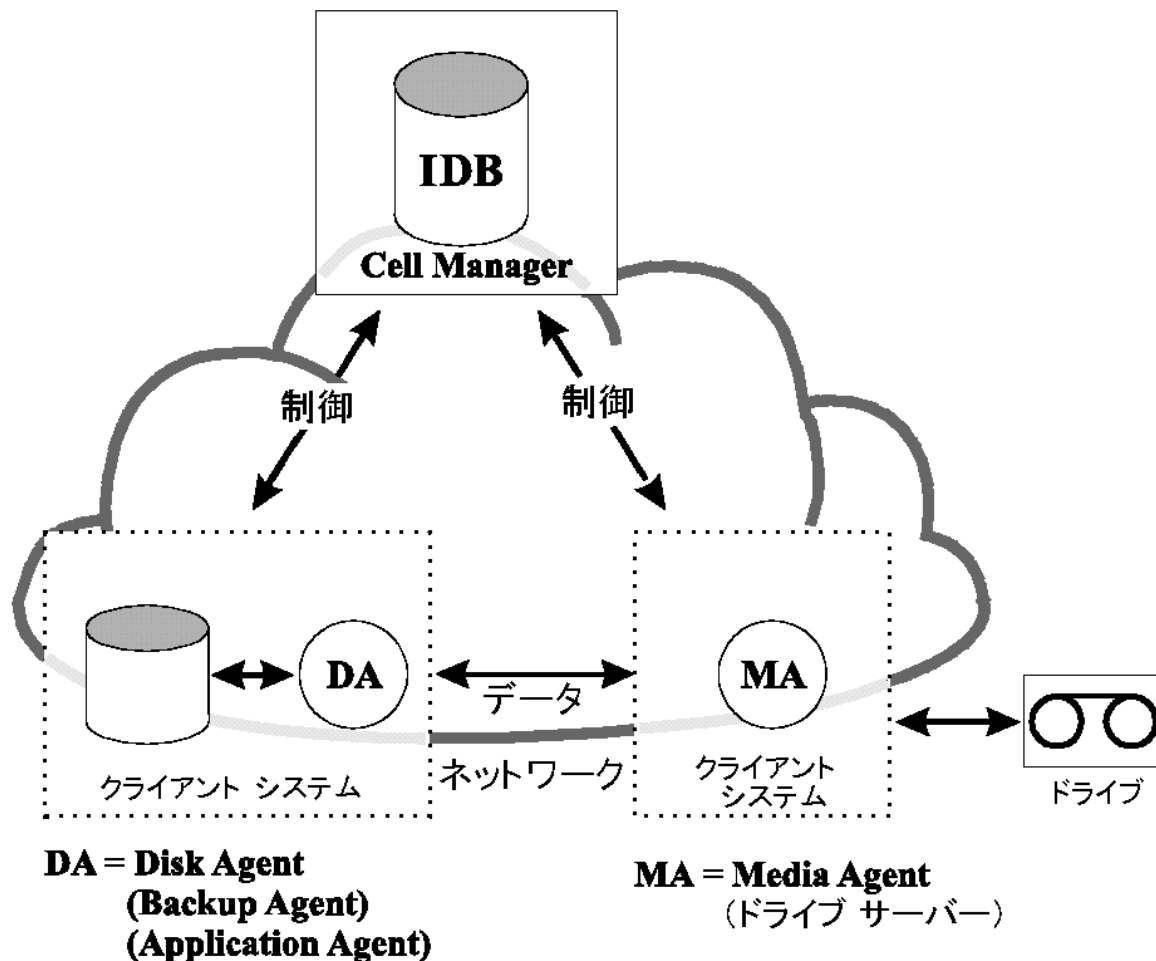 IDB
Cell Manager
制御
制御
DA
データ
MA
クライアント システム
ネットワーク
クライアント
システム
ドライブ
DA = Disk Agent
(Backup Agent)
(Application Agent)
MA = Media Agent
(ドライブ サーバー)